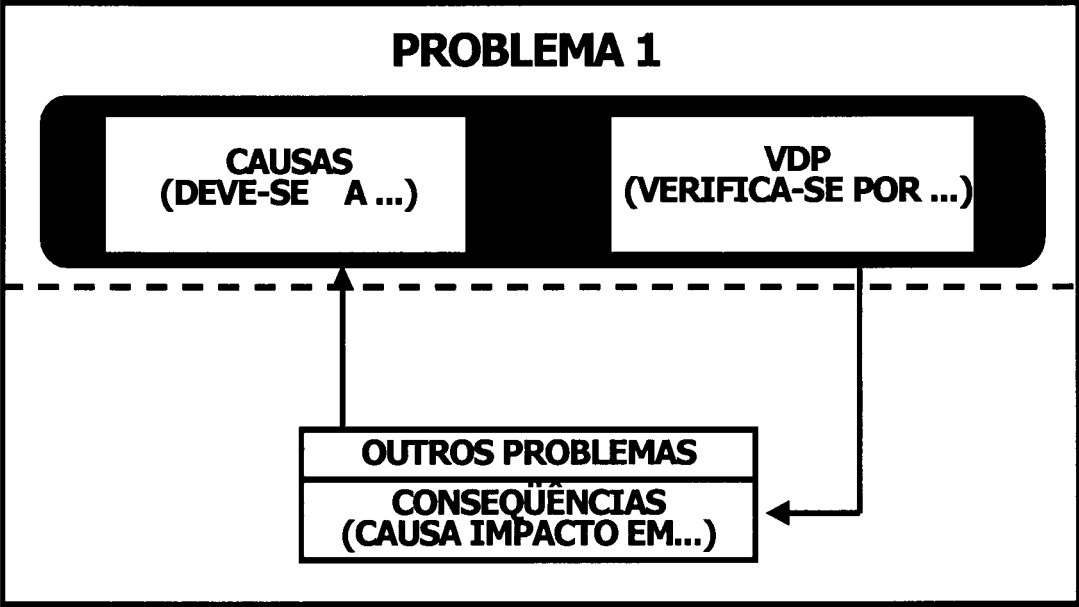 PROBLEMA 1
CAUSAS
(DEVE-SE A ...)
VDP
(VERIFICA-SE POR ...)
OUTROS PROBLEMAS
CONSEQÜÊNCIAS
(CAUSA IMPACTO EM...)